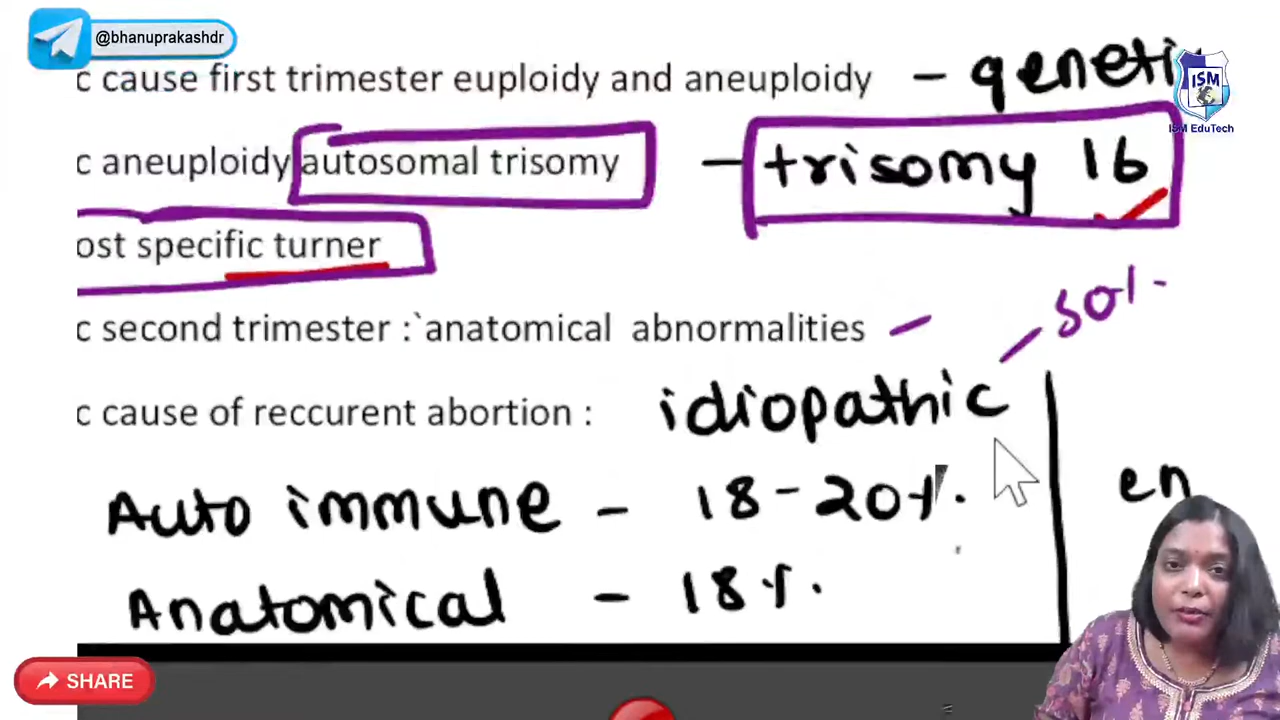 @bhanuprakashdr
c cause first trimester euploidy and aneuploidy – genetic
ISM
ISM EduTech
c aneuploidy autosomal trisomy – trisomy 16
ost specific turner
c second trimester :`anatomical abnormalities –
50%
c cause of reccurent abortion : idiopathic
Auto immune – 18-20%. en
Anatomical – 18%.
SHARE